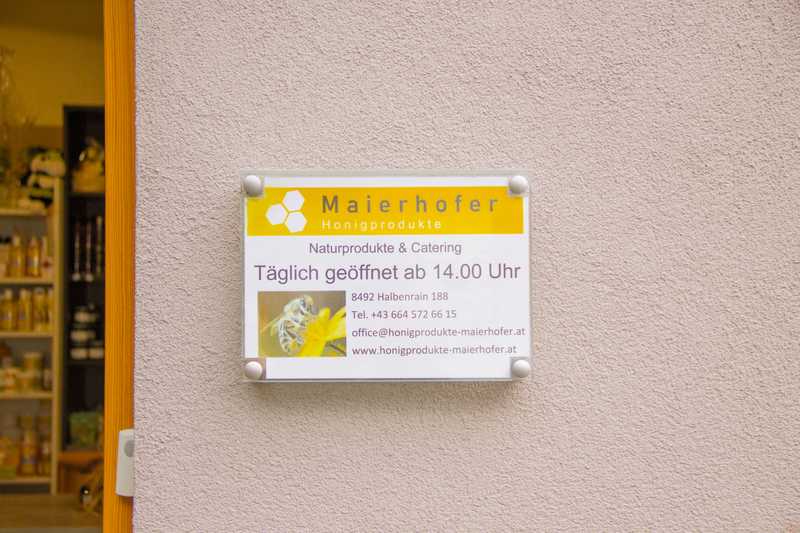 Maierhofer
Honigprodukte
Naturprodukte & Catering
Täglich geöffnet ab 14.00 Uhr
8492 Halbenrain 188
Tel. +43 664 572 66 15
office@honigprodukte-maierhofer.at
www.honigprodukte-maierhofer.at